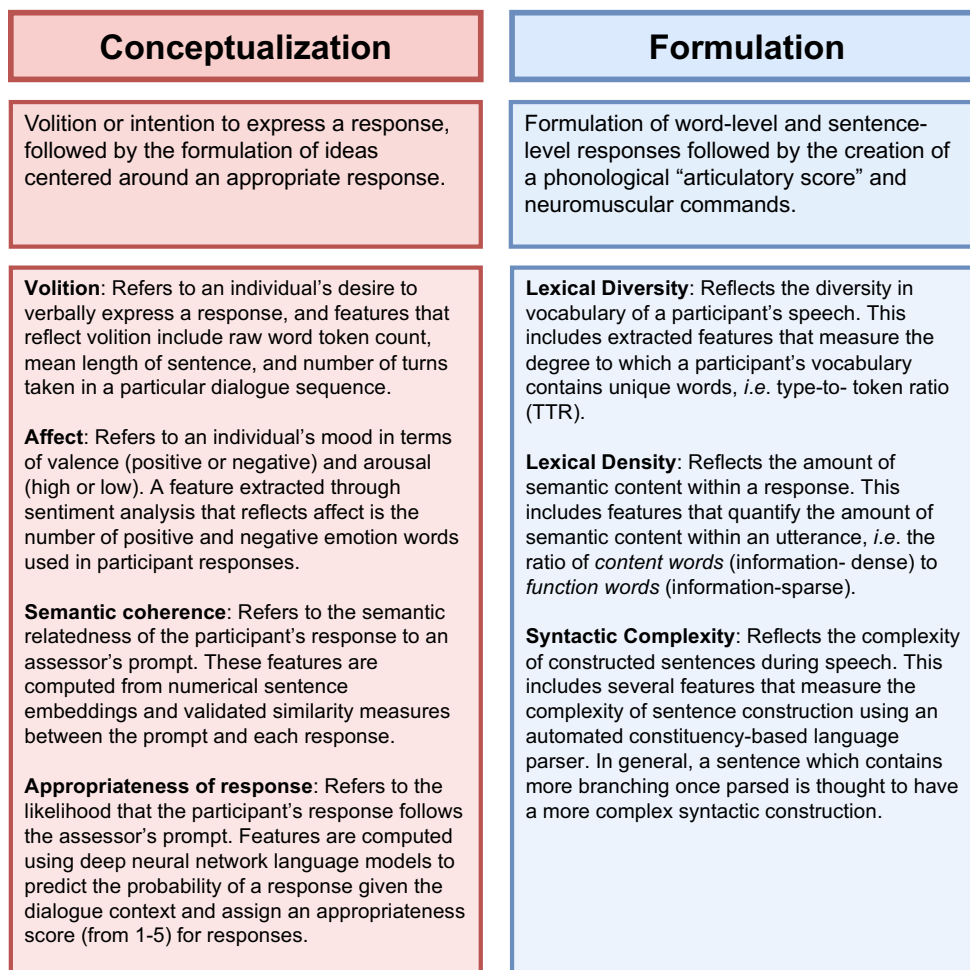 Conceptualization
Volition or intention to express a response,
followed by the formulation of ideas
centered around an appropriate response.
Volition: Refers to an individual's desire to
verbally express a response, and features that
reflect volition include raw word token count,
mean length of sentence, and number of turns
taken in a particular dialogue sequence.
Affect: Refers to an individual's mood in terms
of valence (positive or negative) and arousal
(high or low). A feature extracted through
sentiment analysis that reflects affect is the
number of positive and negative emotion words
used in participant responses.
Semantic coherence: Refers to the semantic
relatedness of the participant's response to an
assessor's prompt. These features are
computed from numerical sentence
embeddings and validated similarity measures
between the prompt and each response.
Appropriateness of response: Refers to the
likelihood that the participant's response follows
the assessor's prompt. Features are computed
using deep neural network language models to
predict the probability of a response given the
dialogue context and assign an appropriateness
score (from 1-5) for responses.
Formulation
Formulation of word-level and sentence-
level responses followed by the creation of
a phonological “articulatory score” and
neuromuscular commands.
Lexical Diversity: Reflects the diversity in
vocabulary of a participant's speech. This
includes extracted features that measure the
degree to which a participant's vocabulary
contains unique words, i.e. type-to- token ratio
(TTR).
Lexical Density: Reflects the amount of
semantic content within a response. This
includes features that quantify the amount of
semantic content within an utterance, i.e. the
ratio of content words (information- dense) to
function words (information-sparse).
Syntactic Complexity: Reflects the complexity
of constructed sentences during speech. This
includes several features that measure the
complexity of sentence construction using an
automated constituency-based language
parser. In general, a sentence which contains
more branching once parsed is thought to have
a more complex syntactic construction.